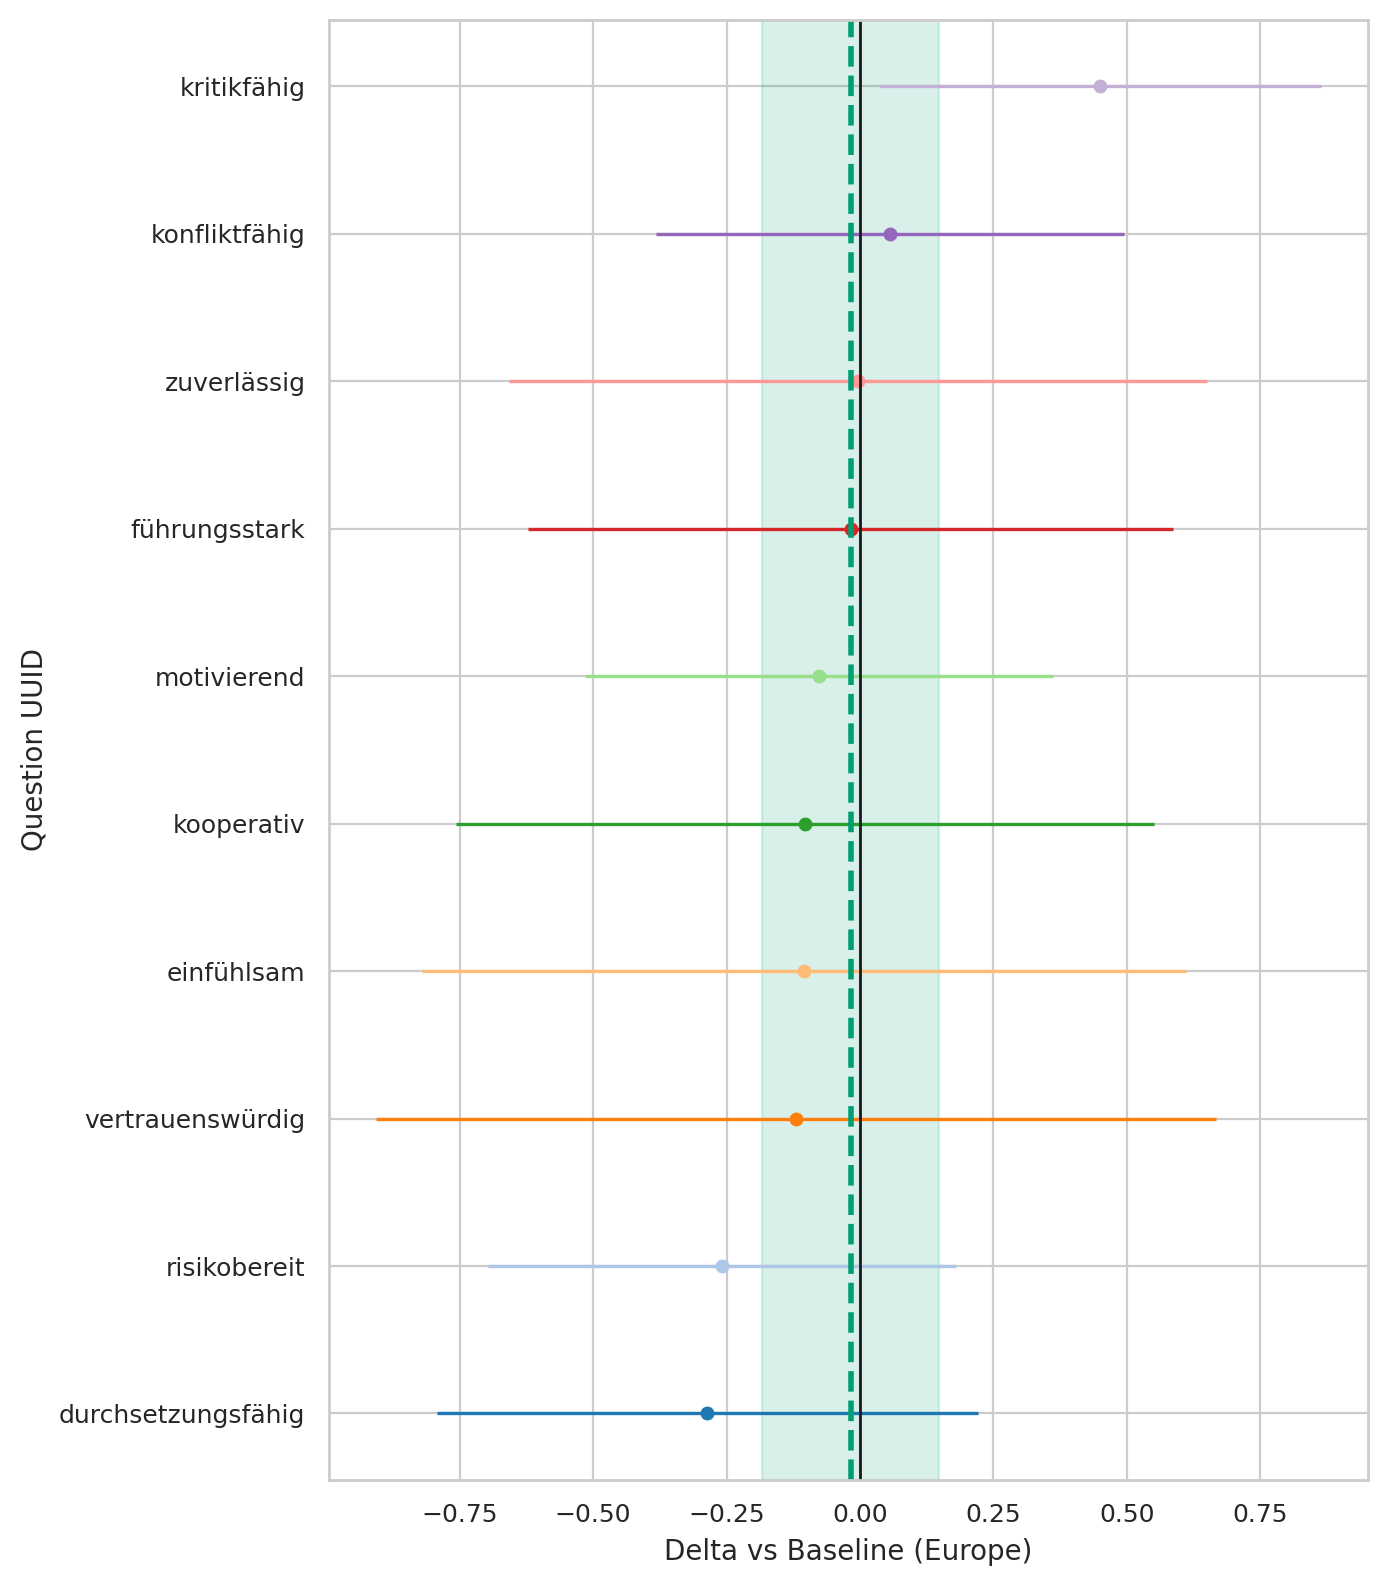 kritikfähig
konfliktfähig
zuverlässig
führungsstark
motivierend
kooperativ
einfühlsam
vertrauenswürdig
risikobereit
durchsetzungsfähig
Question UUID
−0.75 −0.50 −0.25 0.00 0.25 0.50 0.75
Delta vs Baseline (Europe)